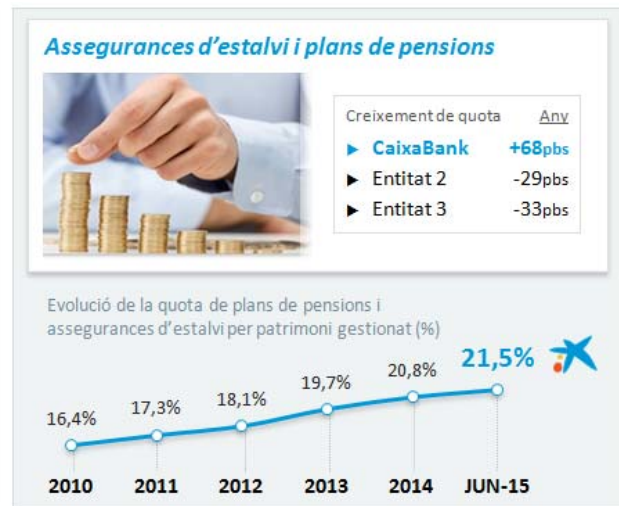 Assegurances d'estalvi i plans de pensions
Creixement de quota Any
► CaixaBank +68pbs
► Entitat 2 -29pbs
► Entitat 3 -33pbs
Evolució de la quota de plans de pensions i
assegurances d'estalvi per patrimoni gestionat (%)
16,4% 17,3% 18,1% 19,7% 20,8% 21,5%
2010 2011 2012 2013 2014 JUN-15